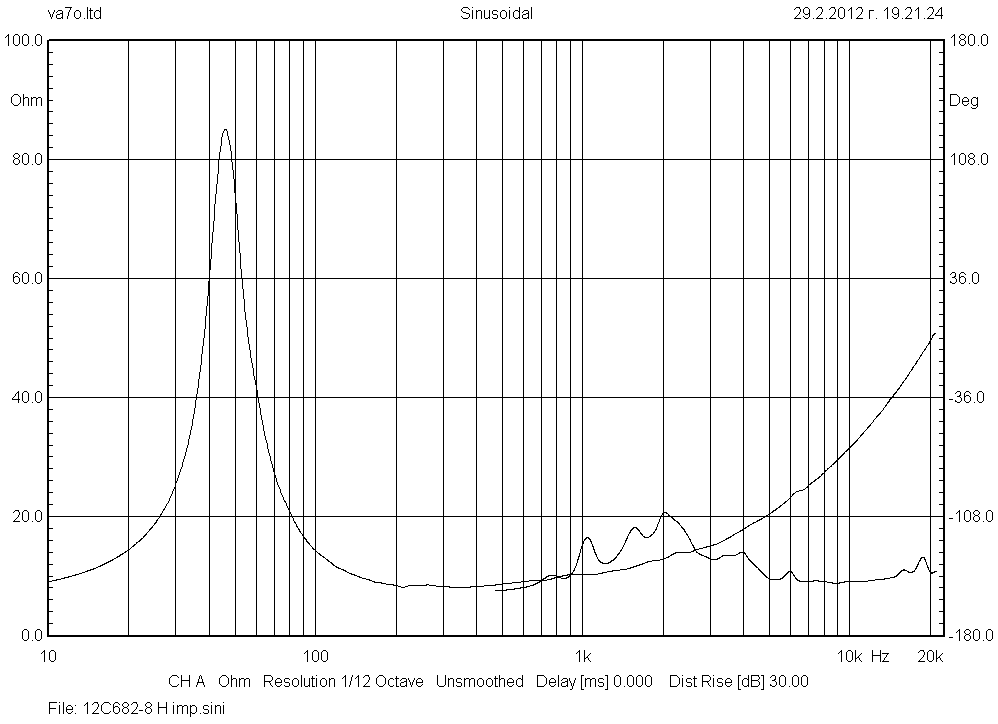 va7o.ltd Sinusoidal 29.2.2012 г. 19.21.24
100.0 180.0
Ohm Deg
80.0 108.0
60.0 36.0
40.0 -36.0
20.0 -108.0
0.0 -180.0
10 100 1k 10k Hz 20k
CH A Ohm Resolution 1/12 Octave Unsmoothed Delay [ms] 0.000 Dist Rise [dB] 30.00
File: 12C682-8 H imp.sini